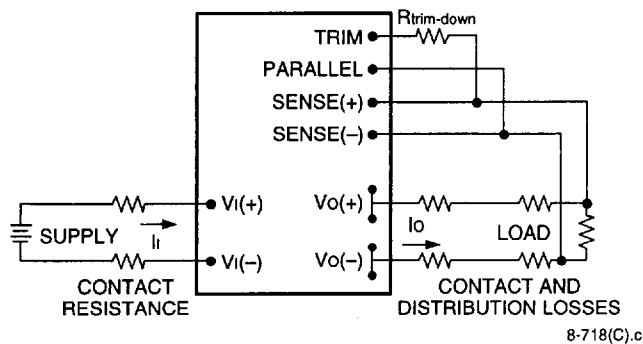 TRIM
Rtrim-down
PARALLEL
SENSE(+)
SENSE(–)
VI(+)
VO(+)
SUPPLY
II
IO
LOAD
VI(–)
VO(–)
CONTACT
RESISTANCE
CONTACT AND
DISTRIBUTION LOSSES
8-718(C).c